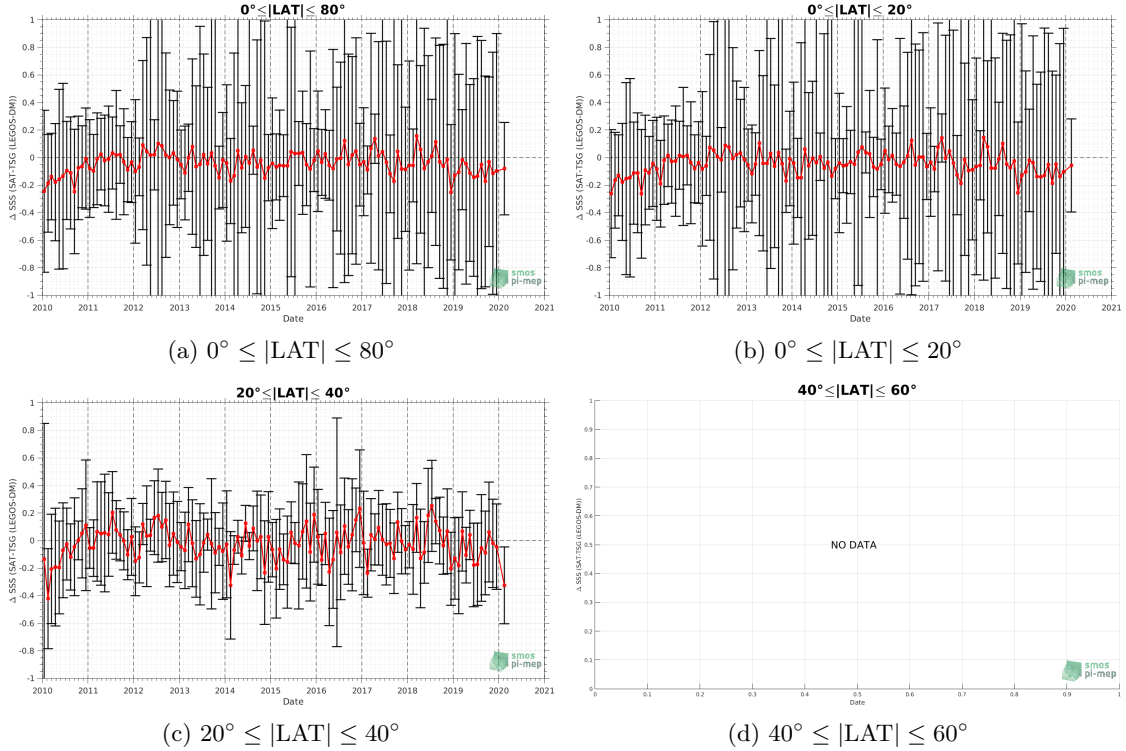 0°≤|LAT|≤ 80°
Δ SSS (SAT-TSG (LEGOS-DM))
1
0.8
0.6
0.4
0.2
0
-0.2
-0.4
-0.6
-0.8
-1
2010 2011 2012 2013 2014 2015 2016 2017 2018 2019 2020 2021
Date
smos
pi-mep
(a) 0° ≤ |LAT| ≤ 80°
0°≤|LAT|≤ 20°
Δ SSS (SAT-TSG (LEGOS-DM))
1
0.8
0.6
0.4
0.2
0
-0.2
-0.4
-0.6
-0.8
-1
2010 2011 2012 2013 2014 2015 2016 2017 2018 2019 2020 2021
Date
smos
pi-mep
(b) 0° ≤ |LAT| ≤ 20°
20°≤|LAT|≤ 40°
Δ SSS (SAT-TSG (LEGOS-DM))
1
0.8
0.6
0.4
0.2
0
-0.2
-0.4
-0.6
-0.8
-1
2010 2011 2012 2013 2014 2015 2016 2017 2018 2019 2020 2021
Date
smos
pi-mep
(c) 20° ≤ |LAT| ≤ 40°
40°≤|LAT|≤ 60°
Δ SSS (SAT-TSG (LEGOS-DM))
1
0.9
0.8
0.7
0.6
0.5
0.4
0.3
0.2
0.1
0
NO DATA
0 0.1 0.2 0.3 0.4 0.5 0.6 0.7 0.8 0.9 1
Date
smos
pi-mep
(d) 40° ≤ |LAT| ≤ 60°